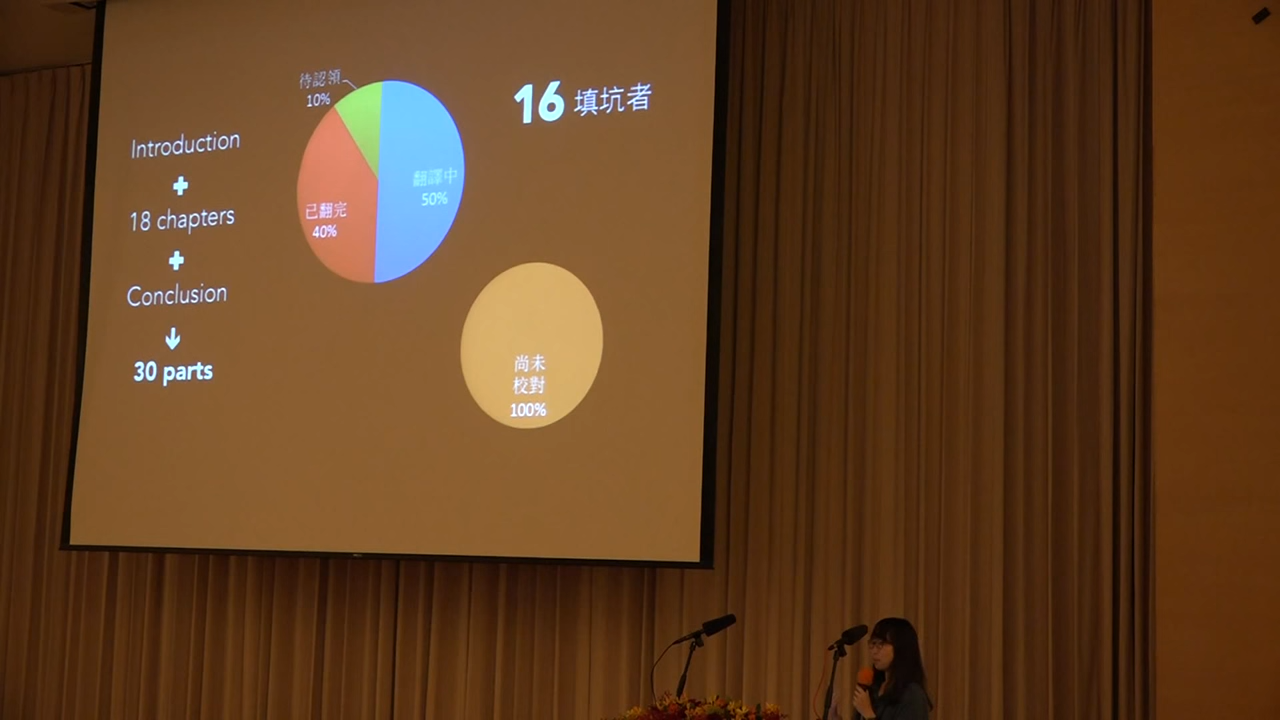 Introduction
18 chapters
Conclusion
30 parts
待認領
10%
翻譯中
50%
已翻完
40%
16 填坑者
尚未
校對
100%